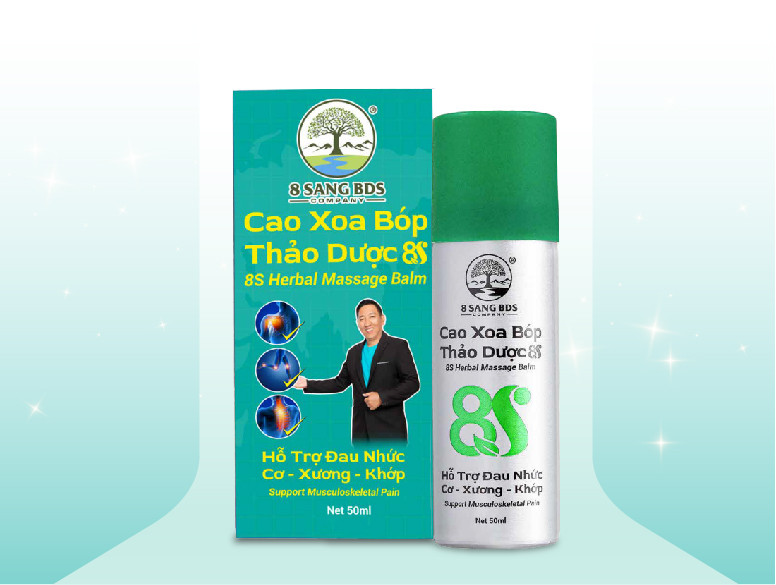 8 SANG BDS
COMPANY
®
Cao Xoa Bóp
Thảo Dược 8S
8S Herbal Massage Balm
Hỗ Trợ Đau Nhức
Cơ - Xương - Khớp
Support Musculoskeletal Pain
Net 50ml
®
8 SANG BDS
COMPANY
Cao Xoa Bóp
Thảo Dược 8S
8S Herbal Massage Balm
8S
Hỗ Trợ Đau Nhức
Cơ - Xương - Khớp
Support Musculoskeletal Pain
Net 50ml